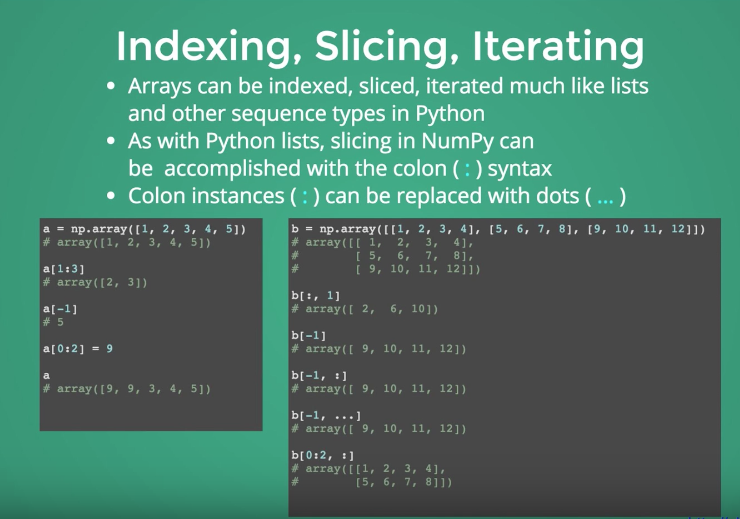 Indexing, Slicing, Iterating
• Arrays can be indexed, sliced, iterated much like lists
and other sequence types in Python
• As with Python lists, slicing in NumPy can
be accomplished with the colon ( : ) syntax
• Colon instances ( : ) can be replaced with dots ( ... )
a = np.array([1, 2, 3, 4, 5])
# array([1, 2, 3, 4, 5])
a[1:3]
# array([2, 3])
a[-1]
# 5
a[0:2] = 9
a
# array([9, 9, 3, 4, 5])
b = np.array([[1, 2, 3, 4], [5, 6, 7, 8], [9, 10, 11, 12]])
# array([[ 1,  2,  3,  4],
#        [ 5,  6,  7,  8],
#        [ 9, 10, 11, 12]])
b[:, 1]
# array([ 2,  6, 10])
b[-1]
# array([ 9, 10, 11, 12])
b[-1, :]
# array([ 9, 10, 11, 12])
b[-1, ...]
# array([ 9, 10, 11, 12])
b[0:2, :]
# array([[1, 2, 3, 4],
#        [5, 6, 7, 8]])